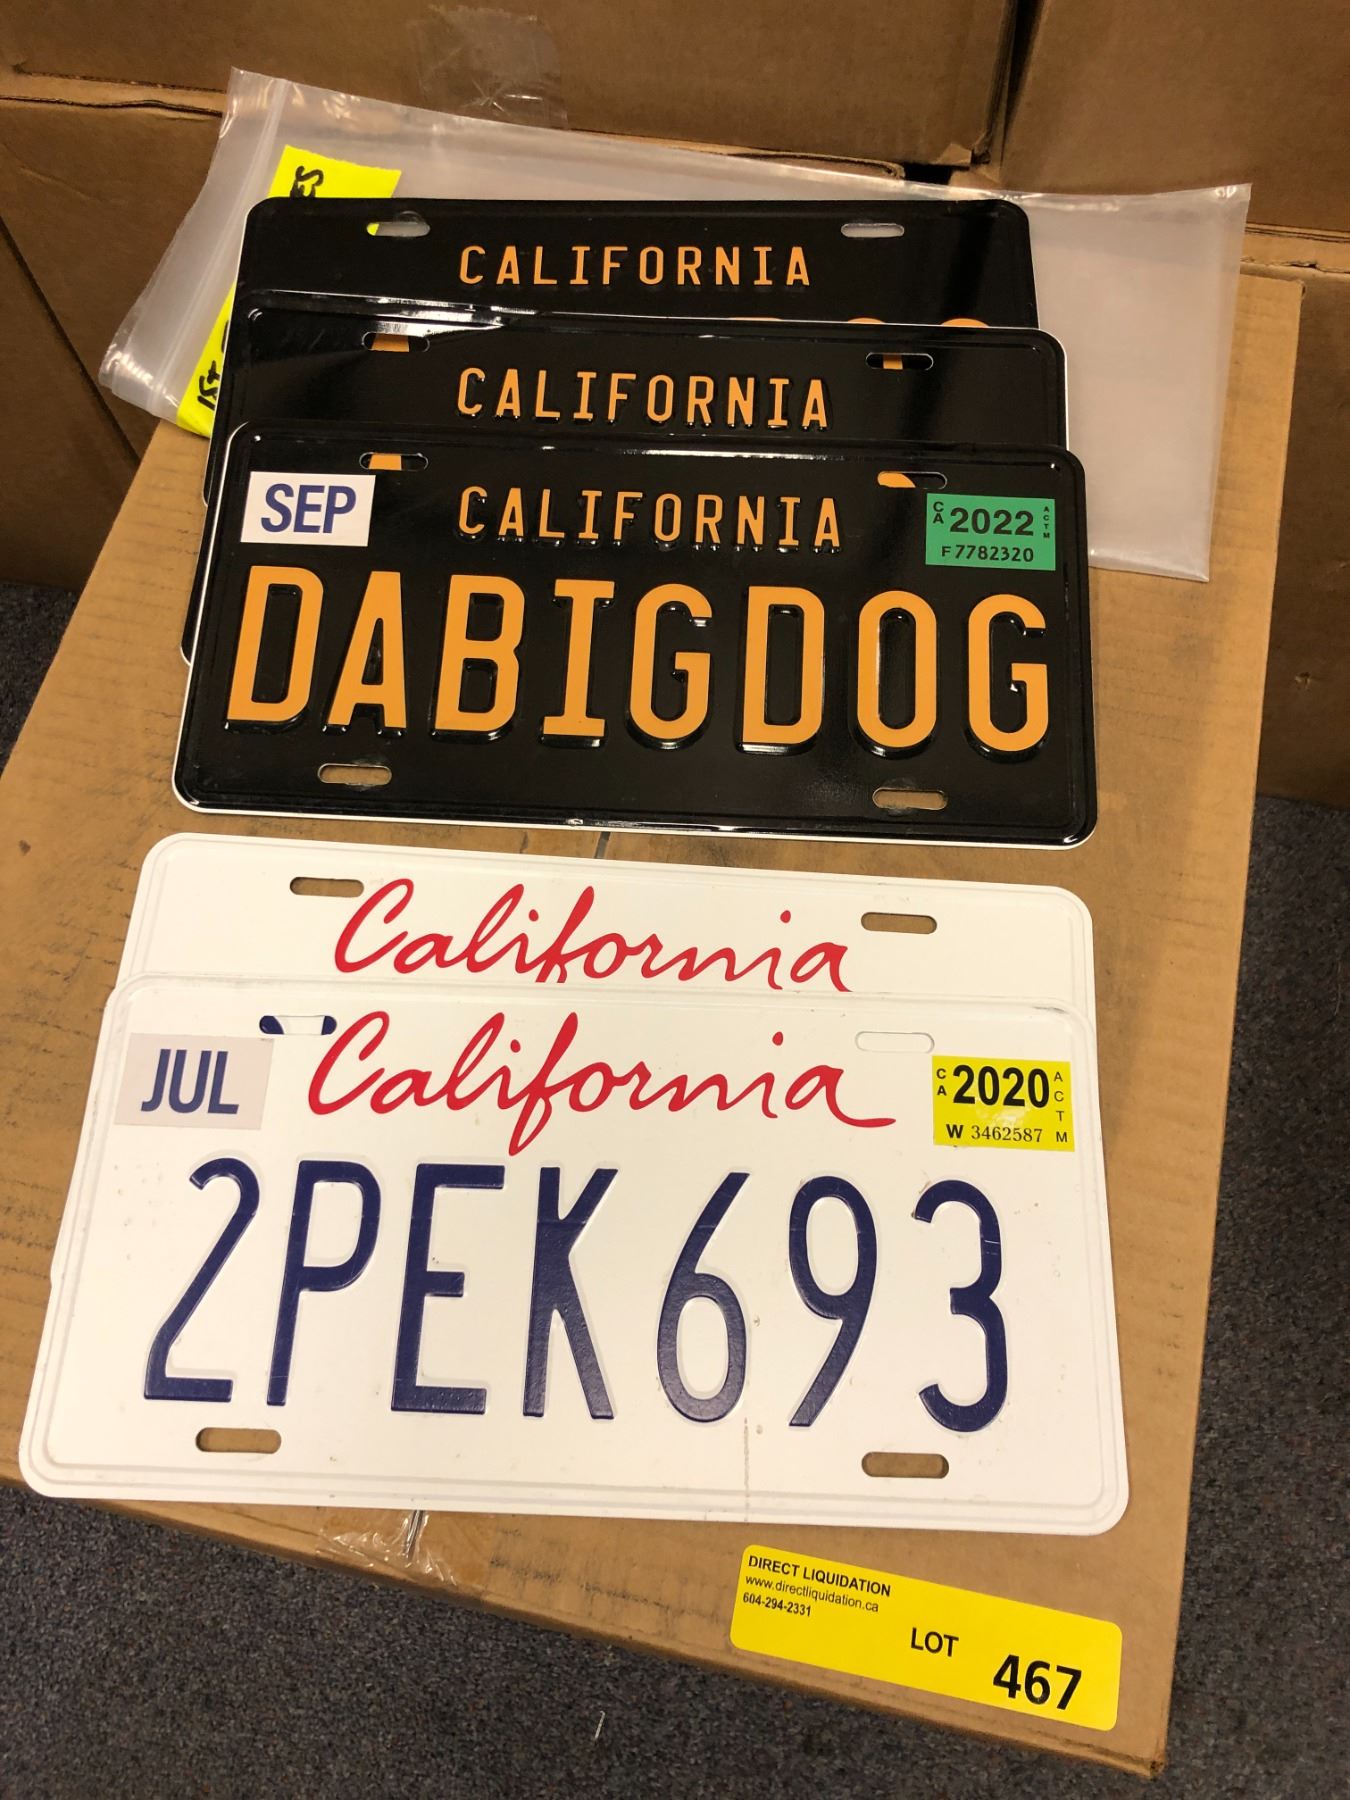 CALIFORNIA
CALIFORNIA
SEP
CALIFORNIA
CA 2022 ACTM
F7782320
DABIGDOG
California
California
JUL
CA 2020 ACTM
W 3462587
2PEK693
DIRECT LIQUIDATION
www.directliquidation.ca
604-294-2331
LOT 467